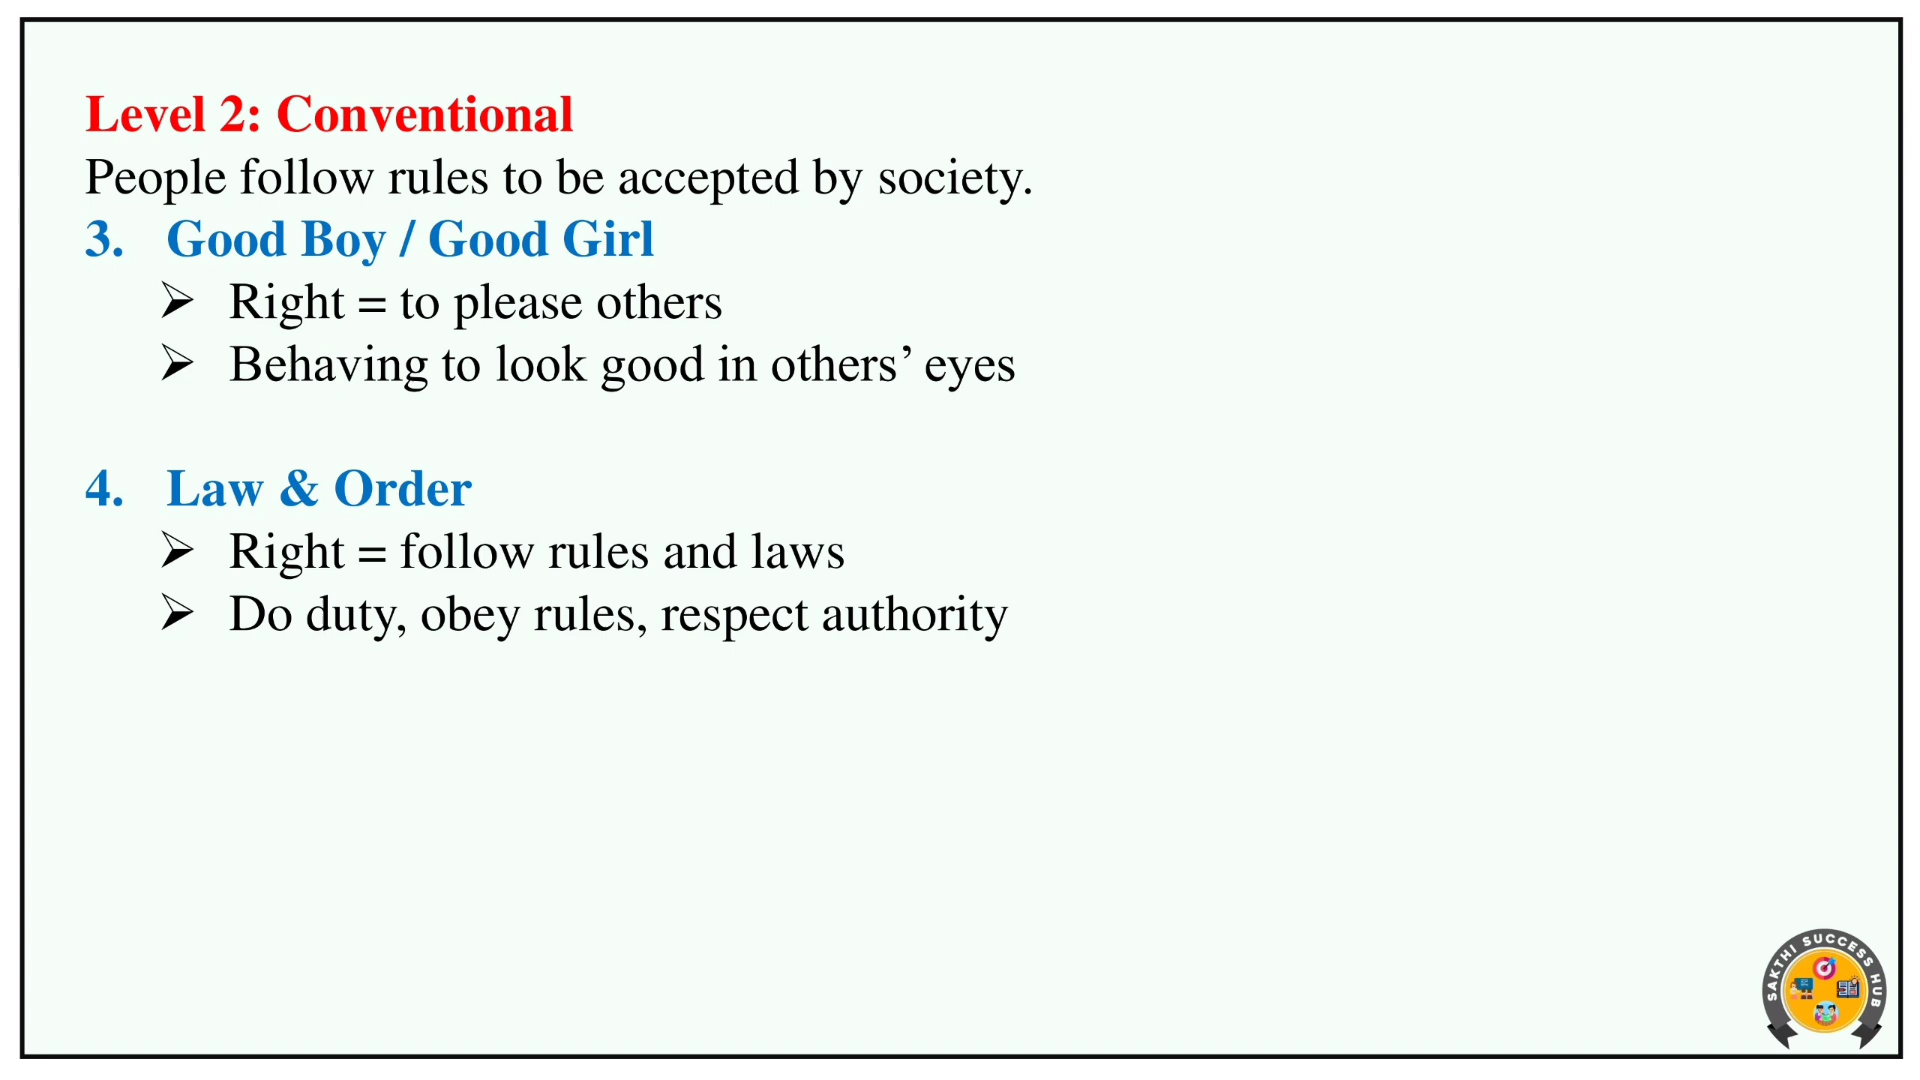 Level 2: Conventional
People follow rules to be accepted by society.
3. Good Boy / Good Girl
➢ Right = to please others
➢ Behaving to look good in others’ eyes
4. Law & Order
➢ Right = follow rules and laws
➢ Do duty, obey rules, respect authority
SAKTHI SUCCESS HUB